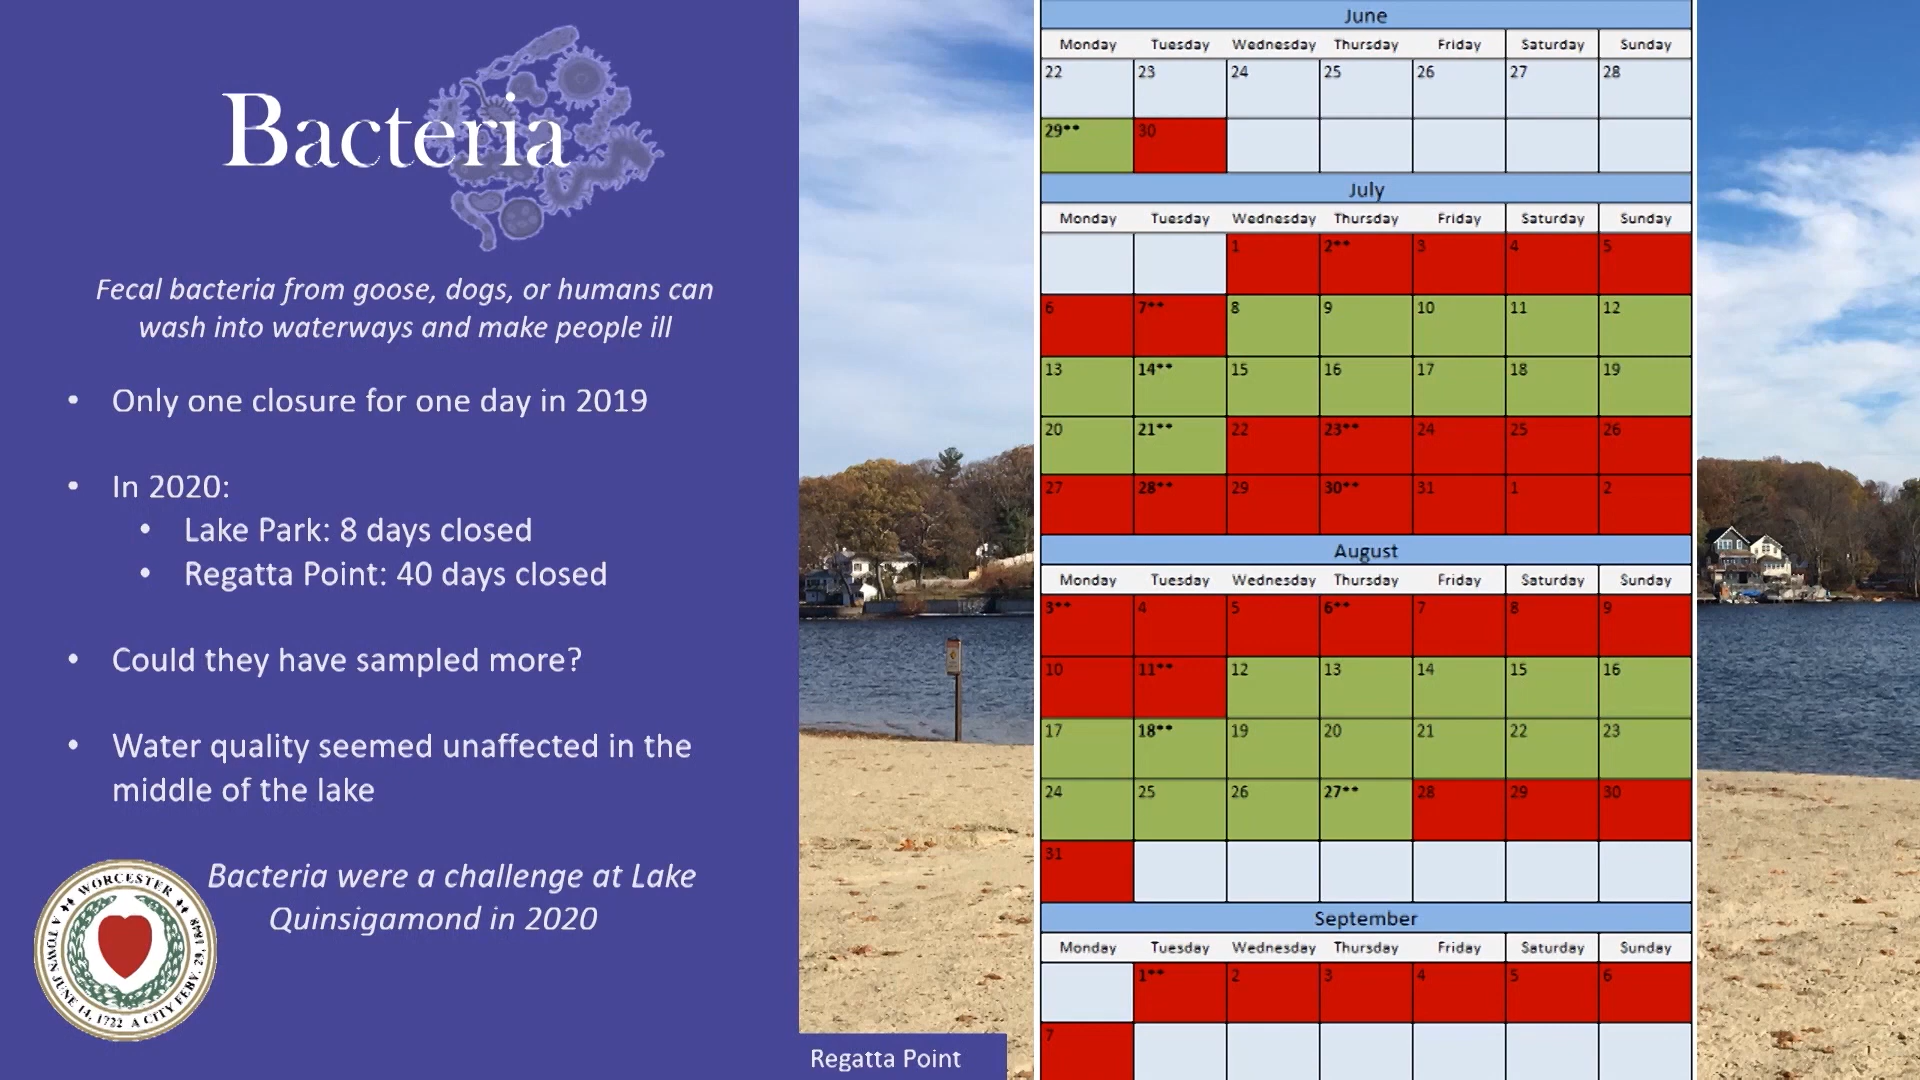 Bacteria
Fecal bacteria from goose, dogs, or humans can
wash into waterways and make people ill
• Only one closure for one day in 2019
• In 2020:
• Lake Park: 8 days closed
• Regatta Point: 40 days closed
• Could they have sampled more?
• Water quality seemed unaffected in the
middle of the lake
Bacteria were a challenge at Lake
Quinsigamond in 2020
WORCESTER
A TOWN JUNE 14, 1722 A CITY FEBY. 29, 1848
Regatta Point
June
Monday Tuesday Wednesday Thursday Friday Saturday Sunday
22 23 24 25 26 27 28
29** 30
July
Monday Tuesday Wednesday Thursday Friday Saturday Sunday
1 2** 3 4 5
6 7** 8 9 10 11 12
13 14** 15 16 17 18 19
20 21** 22 23** 24 25 26
27 28** 29 30** 31 1 2
August
Monday Tuesday Wednesday Thursday Friday Saturday Sunday
3** 4 5 6** 7 8 9
10 11** 12 13 14 15 16
17 18** 19 20 21 22 23
24 25 26 27** 28 29 30
31
September
Monday Tuesday Wednesday Thursday Friday Saturday Sunday
1** 2 3 4 5 6
7